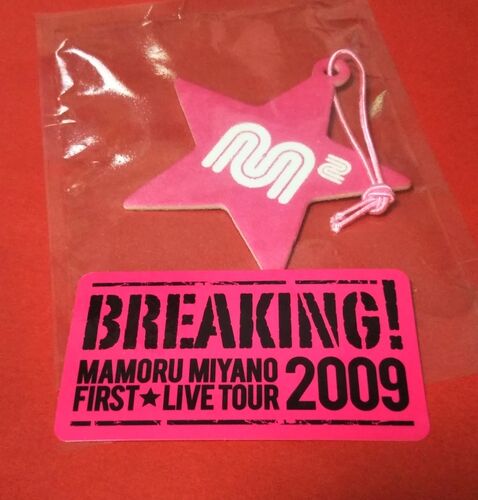 M
M
BREAKING!
MAMORU MIYANO
FIRST★LIVE TOUR 2009